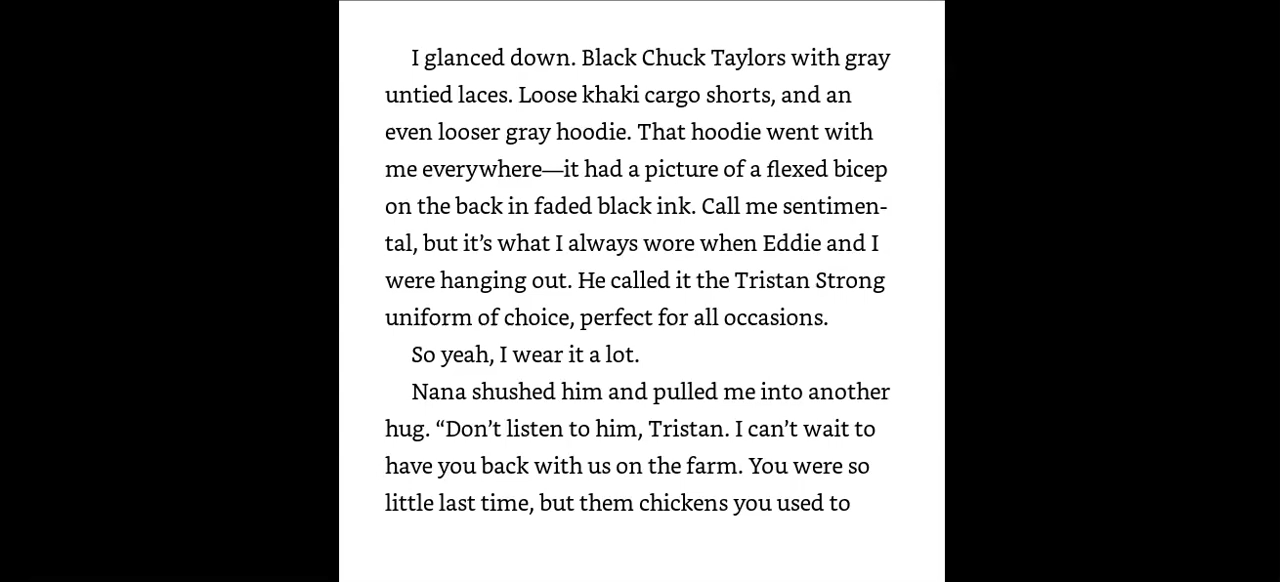 I glanced down. Black Chuck Taylors with gray
untied laces. Loose khaki cargo shorts, and an
even looser gray hoodie. That hoodie went with
me everywhere—it had a picture of a flexed bicep
on the back in faded black ink. Call me sentimen-
tal, but it’s what I always wore when Eddie and I
were hanging out. He called it the Tristan Strong
uniform of choice, perfect for all occasions.
So yeah, I wear it a lot.
Nana shushed him and pulled me into another
hug. “Don’t listen to him, Tristan. I can’t wait to
have you back with us on the farm. You were so
little last time, but them chickens you used to